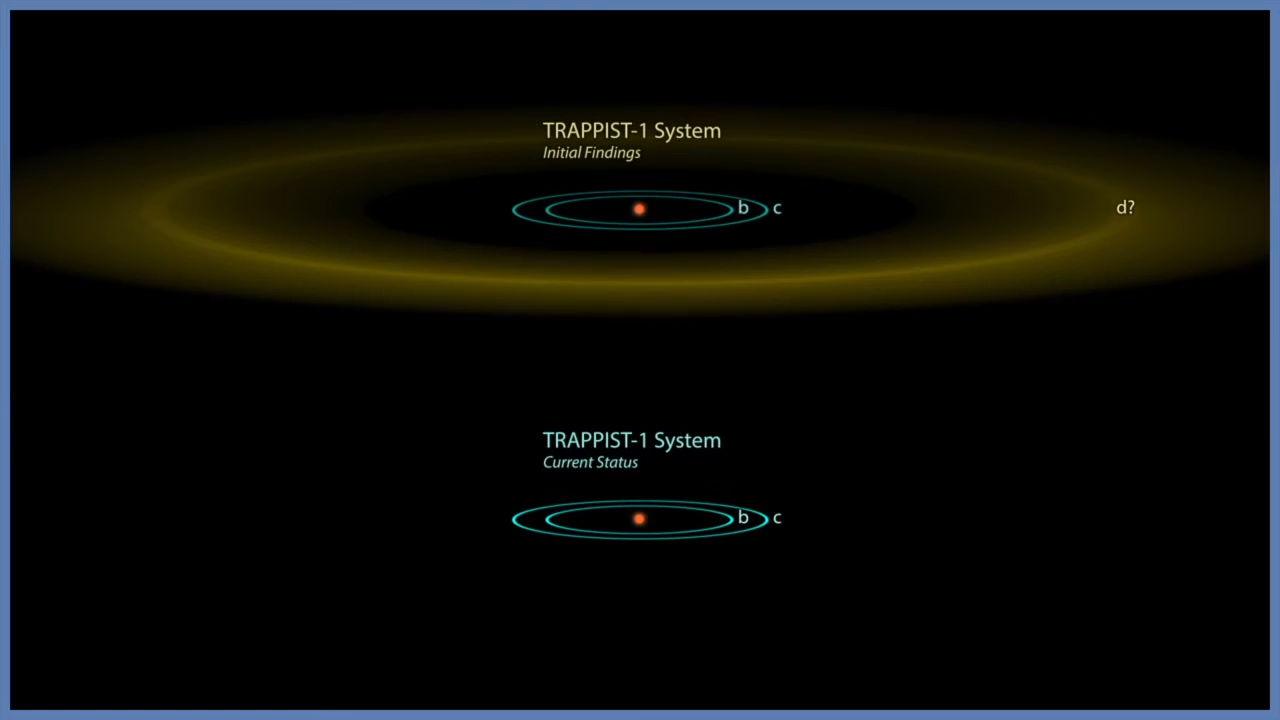 TRAPPIST-1 System
Initial Findings
b c d?
TRAPPIST-1 System
Current Status
b c